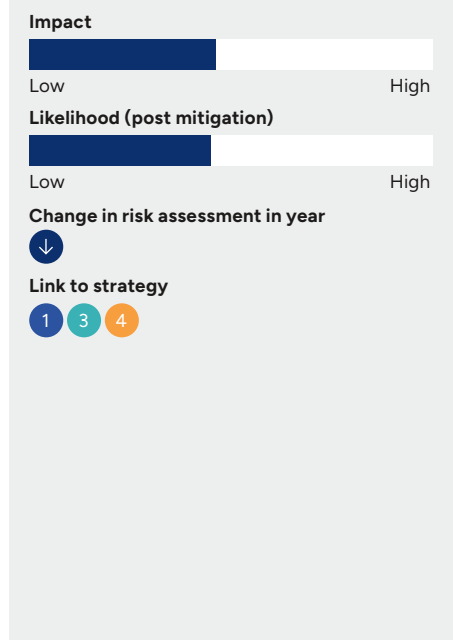 Impact
Low High
Likelihood (post mitigation)
Low High
Change in risk assessment in year
Link to strategy
1 3 4